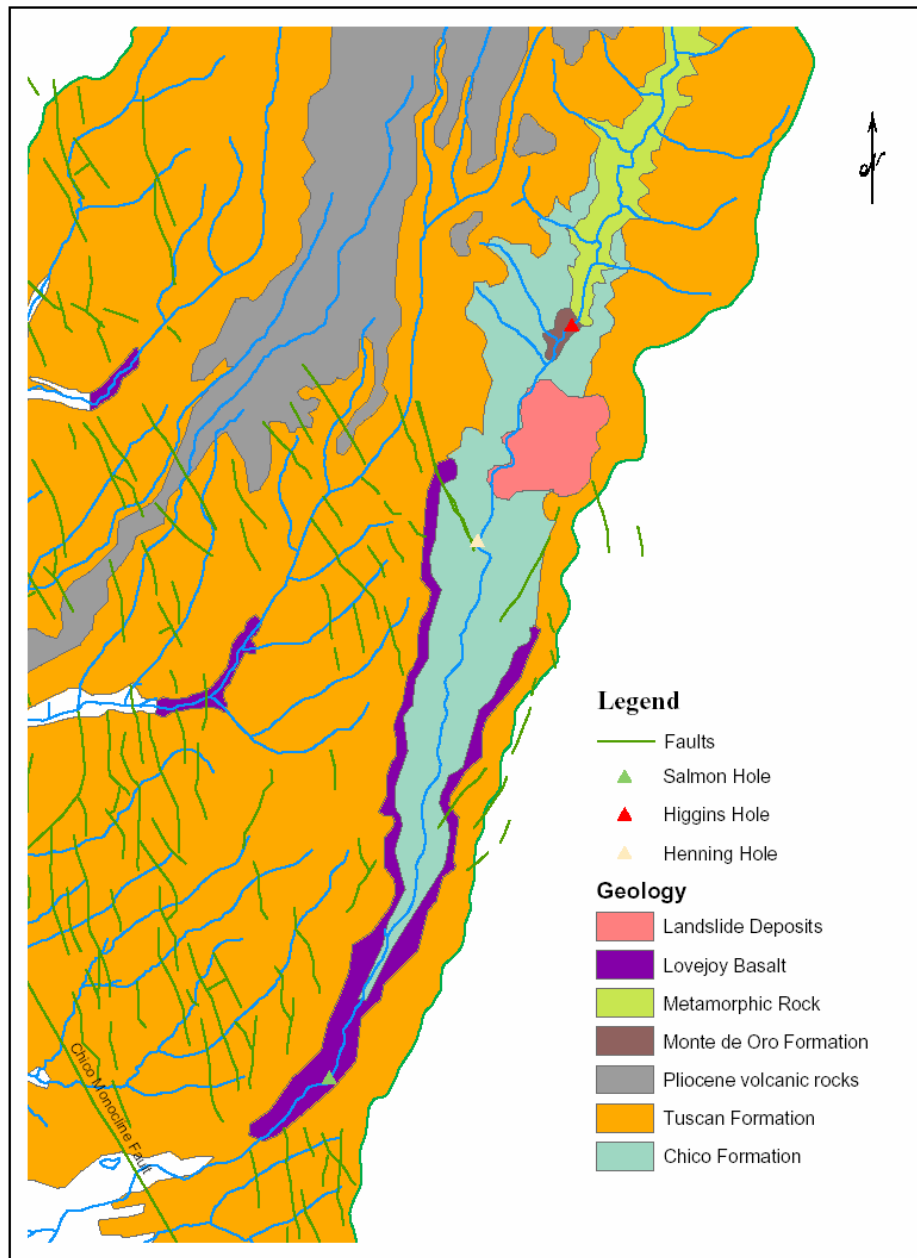 N
Legend
Faults
Salmon Hole
Higgins Hole
Henning Hole
Geology
Landslide Deposits
Lovejoy Basalt
Metamorphic Rock
Monte de Oro Formation
Pliocene volcanic rocks
Tuscan Formation
Chico Formation
Chico Monocline Fault